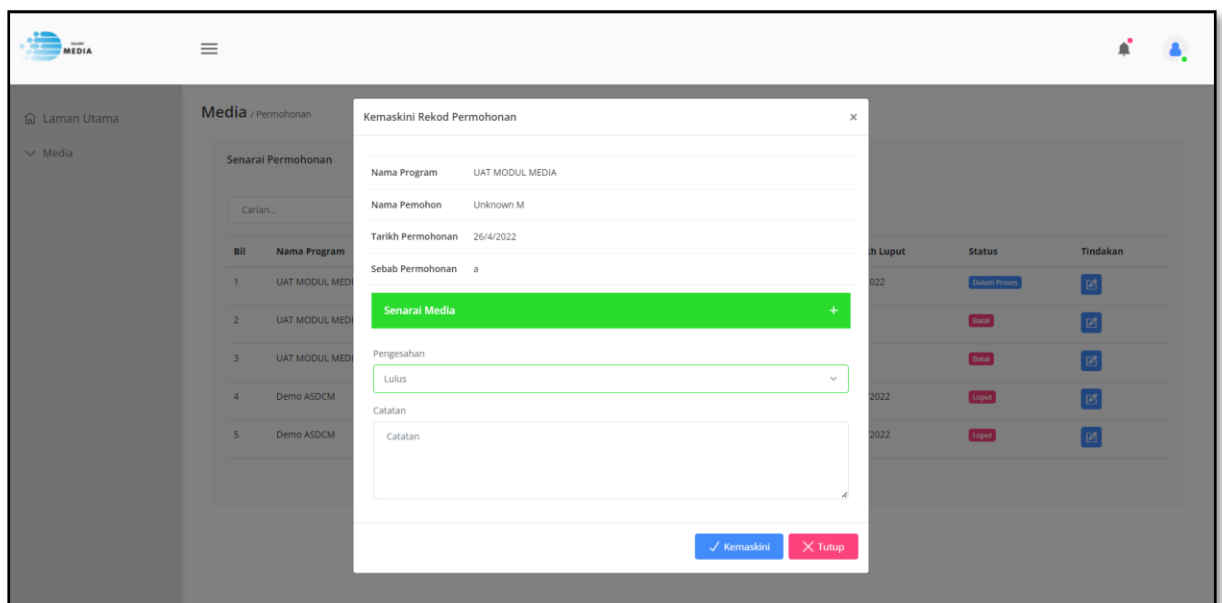 GALERI
MEDIA
Laman Utama
Media
Media / Permohonan
Senarai Permohonan
Carian...
Bil Nama Program h Luput Status Tindakan
1 UAT MODUL MEDI 022 Dalam Proses
2 UAT MODUL MEDI Batal
3 UAT MODUL MEDI Batal
4 Demo ASDCM 2022 Luput
5 Demo ASDCM 2022 Luput
Kemaskini Rekod Permohonan ×
Nama Program UAT MODUL MEDIA
Nama Pemohon Unknown M
Tarikh Permohonan 26/4/2022
Sebab Permohonan a
Senarai Media +
Pengesahan
Lulus
Catatan
Catatan
Kemaskini Tutup